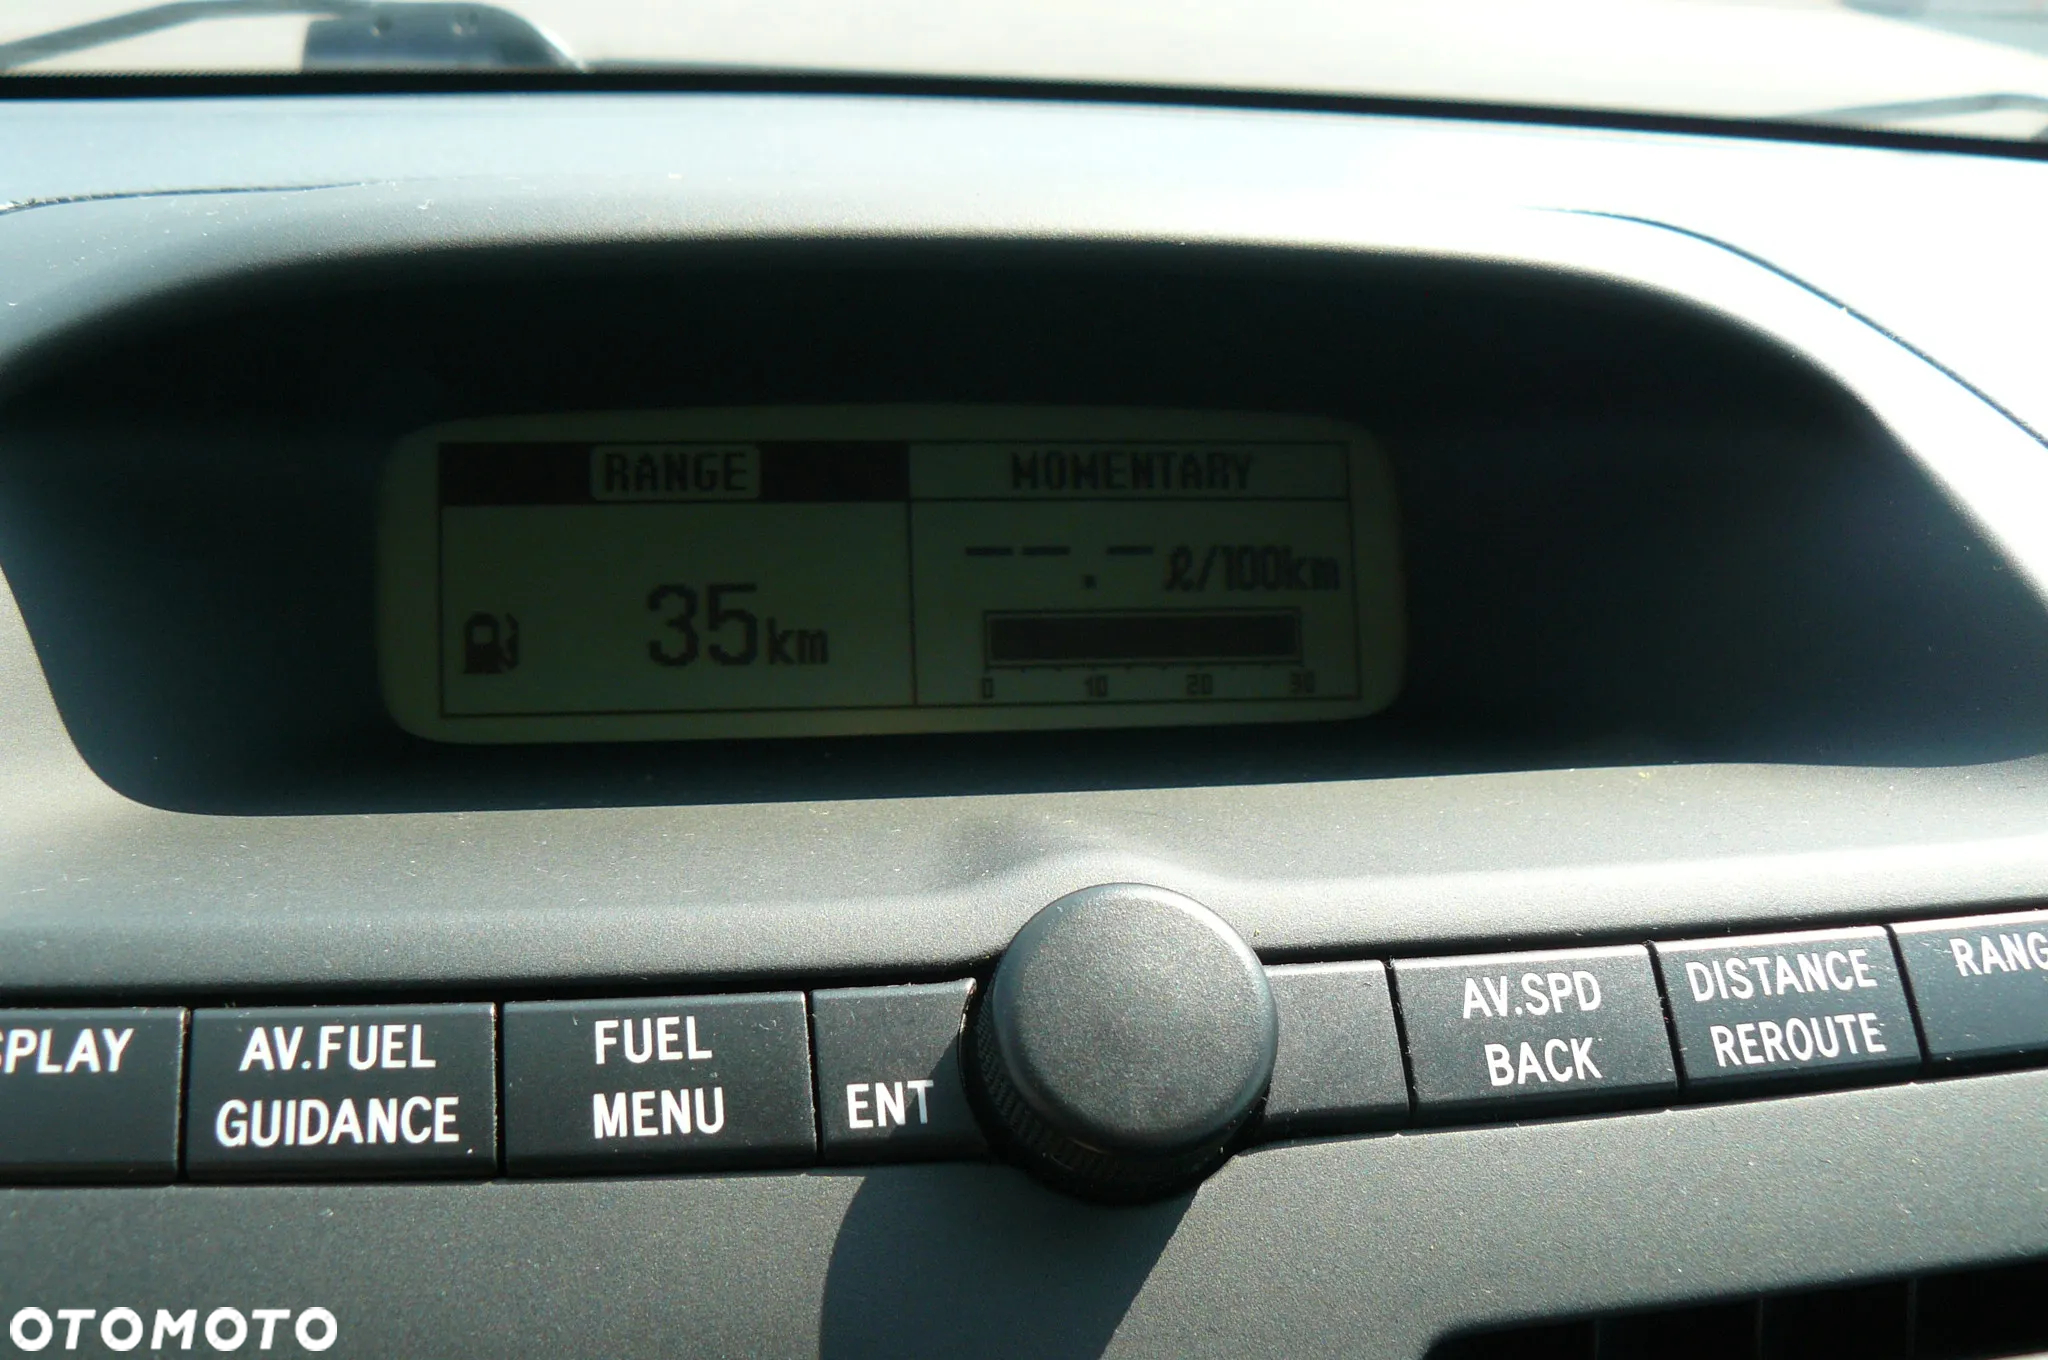 RANGE MOMENTARY
--.- ℓ/100km
35km
0 10 20 30
SPLAY
AV.FUEL GUIDANCE
FUEL MENU
ENT
AV.SPD BACK
DISTANCE REROUTE
RANG
OTOMOTO